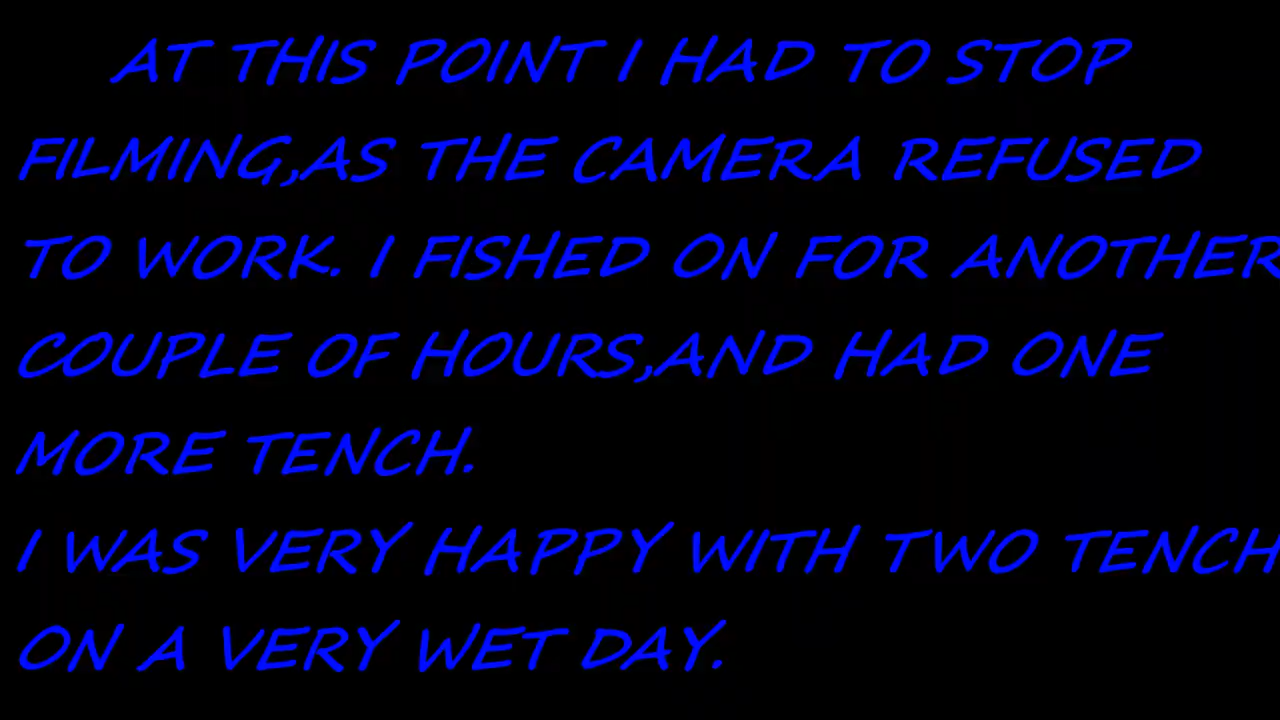 AT THIS POINT I HAD TO STOP
FILMING,AS THE CAMERA REFUSED
TO WORK. I FISHED ON FOR ANOTHER
COUPLE OF HOURS,AND HAD ONE
MORE TENCH.
I WAS VERY HAPPY WITH TWO TENCH
ON A VERY WET DAY.